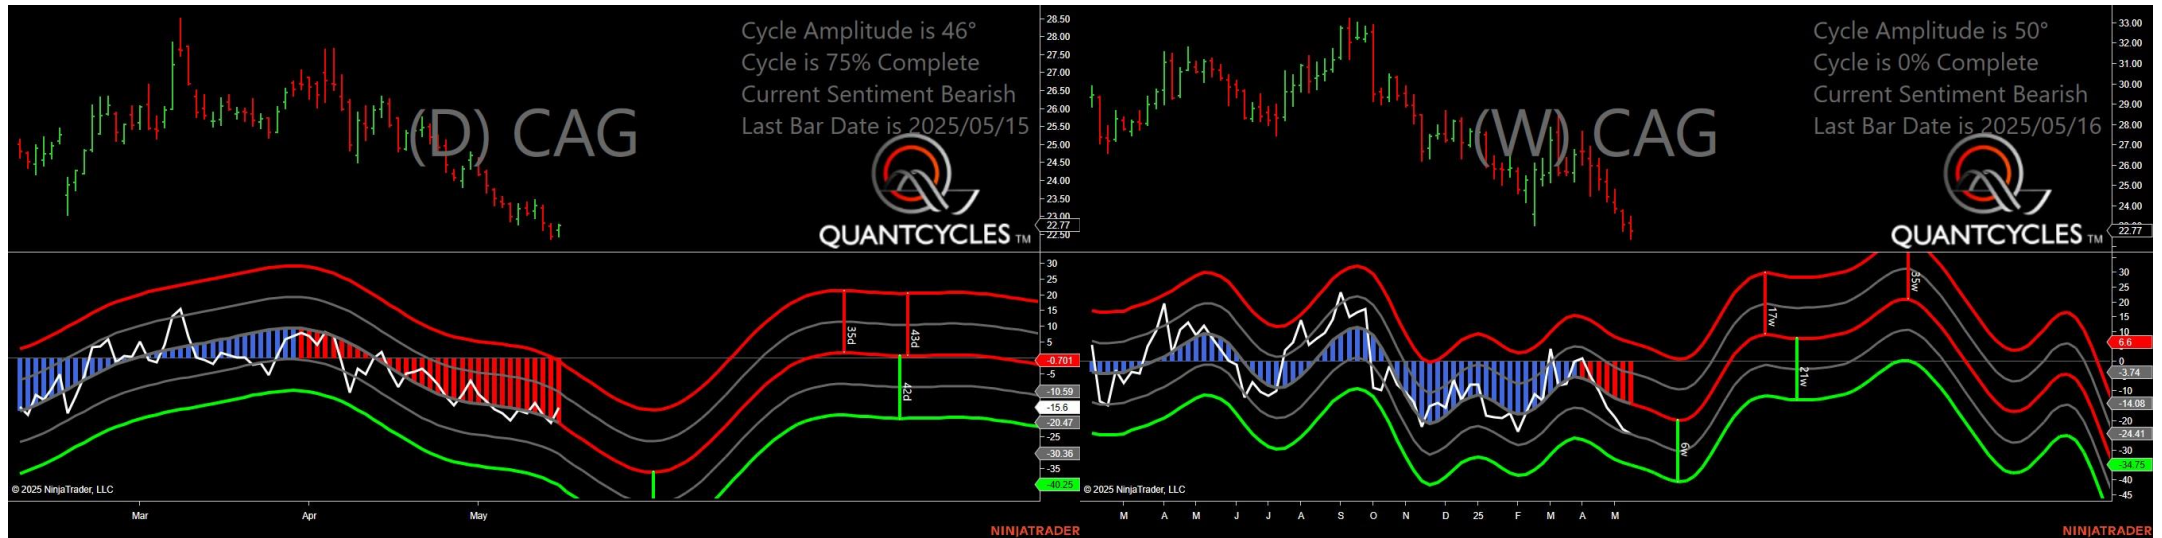 Cycle Amplitude is 46°
Cycle is 75% Complete
Current Sentiment Bearish
Last Bar Date is 2025/05/15
(D) CAG
QUANTCYCLES TM
28.50
28.00
27.50
27.00
26.50
26.00
25.50
25.00
24.50
24.00
23.50
23.00
22.77
22.50
30
25
20
15
10
5
-0.701
-5
-10.59
-15.6
-20.47
-25
-30.36
-35
-40.25
35d
43d
42d
© 2025 NinjaTrader, LLC
Mar
Apr
May
NINJATRADER
Cycle Amplitude is 50°
Cycle is 0% Complete
Current Sentiment Bearish
Last Bar Date is 2025/05/16
(W) CAG
QUANTCYCLES TM
33.00
32.00
31.00
30.00
29.00
28.00
27.00
26.00
25.00
24.00
22.77
30
25
20
15
10
6.6
0
-3.74
-10
-14.08
-20
-24.41
-30
-34.75
-40
-45
17w
35w
21w
6w
© 2025 NinjaTrader, LLC
M A M J J A S O N D 25 F M A M
NINJATRADER